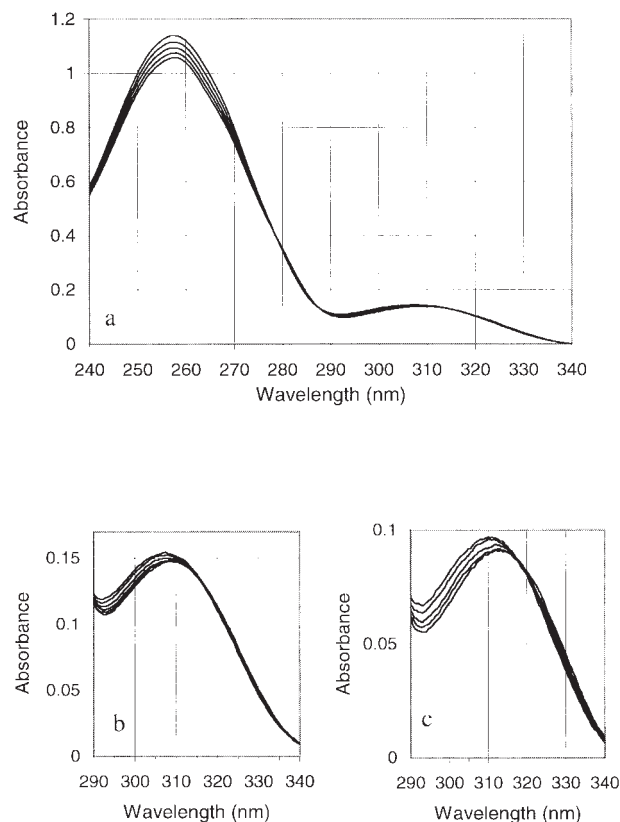 1.2
1
0.8
0.6
0.4
0.2
0
Absorbance
a
240 250 260 270 280 290 300 310 320 330 340
Wavelength (nm)
0.15
0.1
0.05
0
Absorbance
b
290 300 310 320 330 340
Wavelength (nm)
0.1
0.05
0
Absorbance
c
290 300 310 320 330 340
Wavelength (nm)